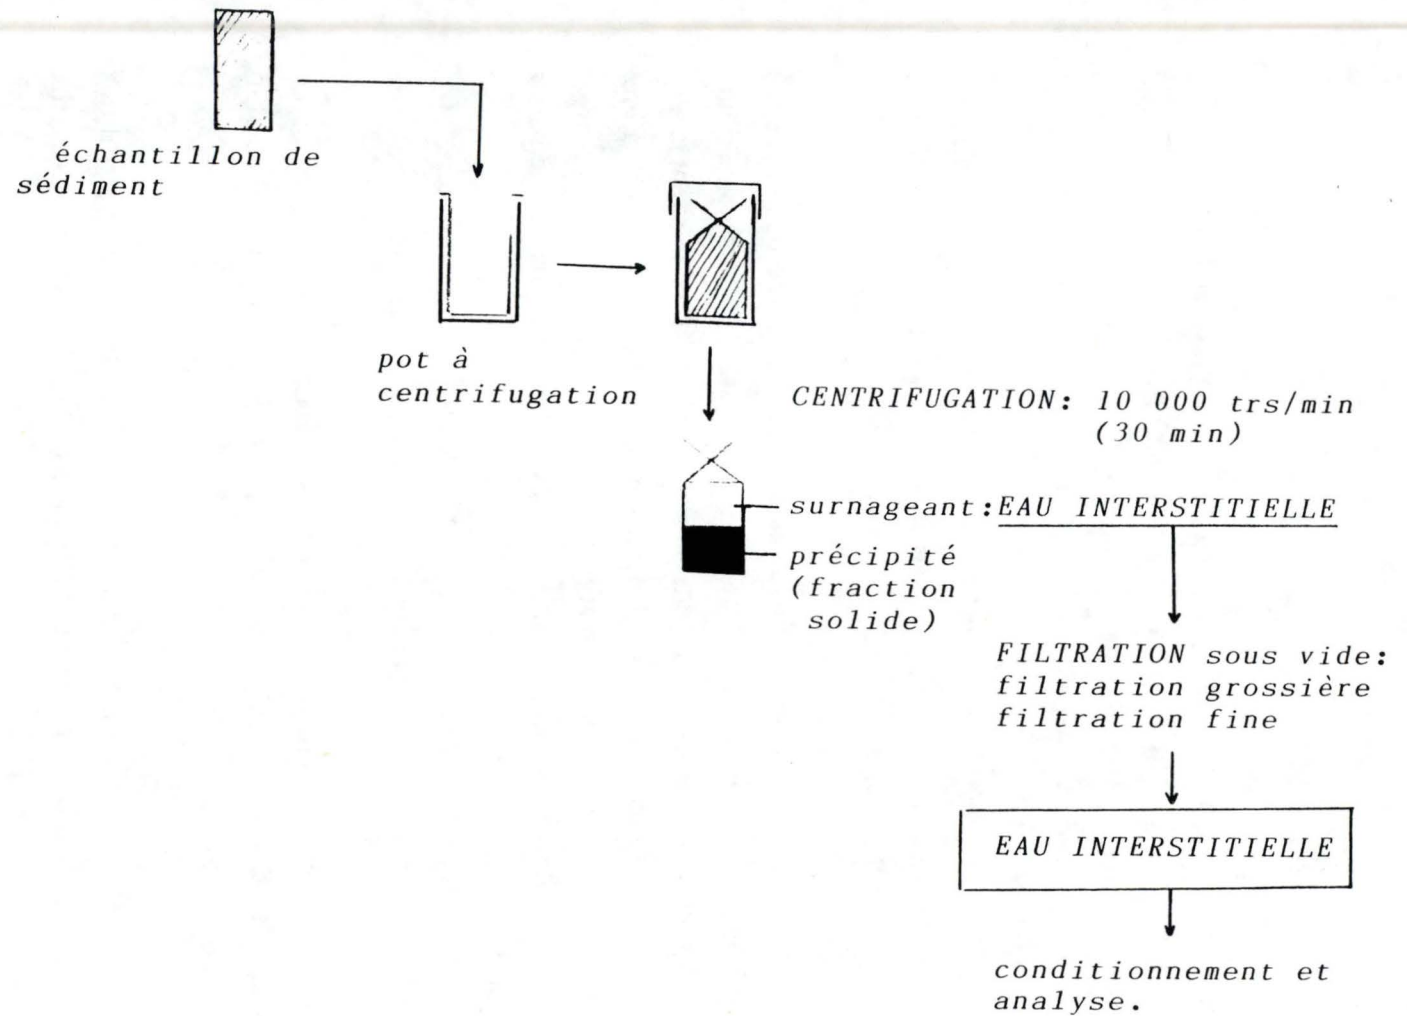 échantillon de
sédiment
pot à
centrifugation
CENTRIFUGATION: 10 000 trs/min
(30 min)
surnageant: EAU INTERSTITIELLE
précipité
(fraction
solide)
FILTRATION sous vide:
filtration grossière
filtration fine
EAU INTERSTITIELLE
conditionnement et
analyse.